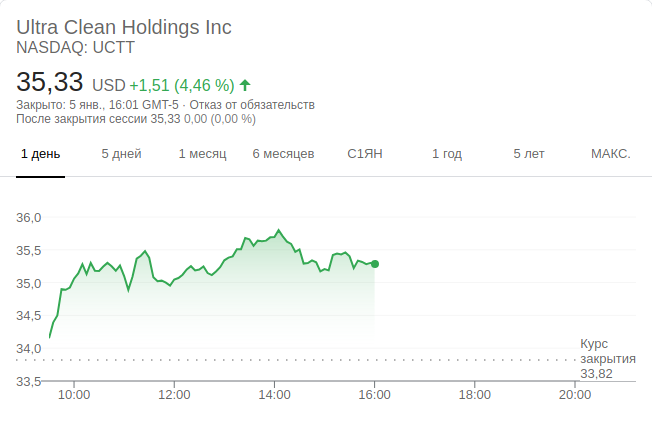 Ultra Clean Holdings Inc
NASDAQ: UCTT
35,33 USD +1,51 (4,46 %)
Закрыто: 5 янв., 16:01 GMT-5 · Отказ от обязательств
После закрытия сессии 35,33 0,00 (0,00 %)
1 день 5 дней 1 месяц 6 месяцев С1ЯН 1 год 5 лет МАКС.
36,0
35,5
35,0
34,5
34,0
33,5
Курс
закрытия
33,82
10:00 12:00 14:00 16:00 18:00 20:00